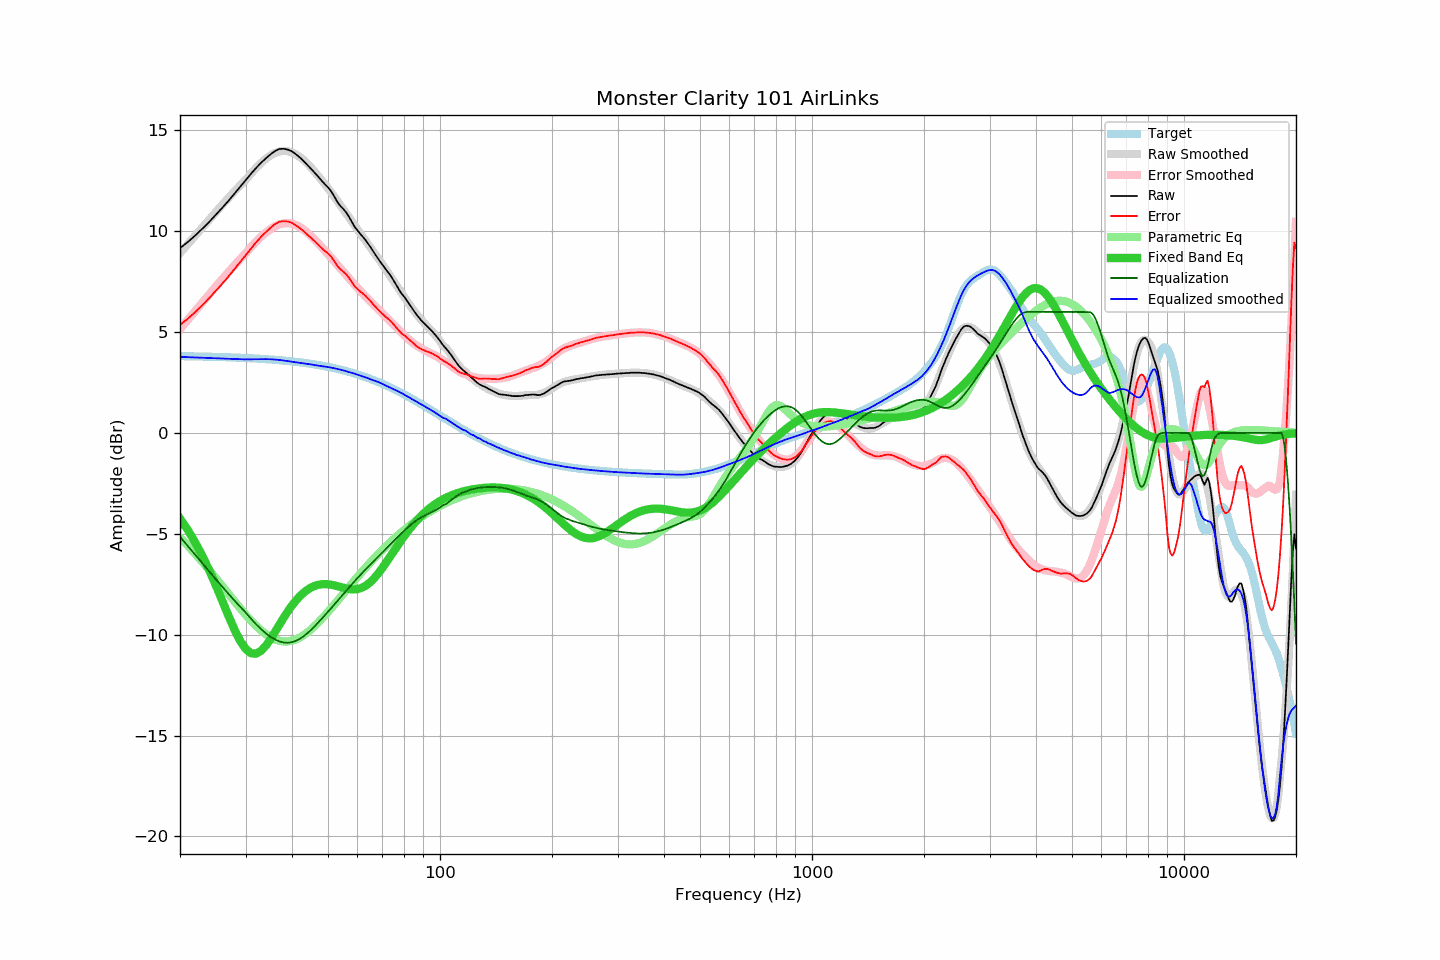 Monster Clarity 101 AirLinks
15
10
5
0
−5
−10
−15
−20
Amplitude (dBr)
Target
Raw Smoothed
Error Smoothed
Raw
Error
Parametric Eq
Fixed Band Eq
Equalization
Equalized smoothed
100
1000
10000
Frequency (Hz)